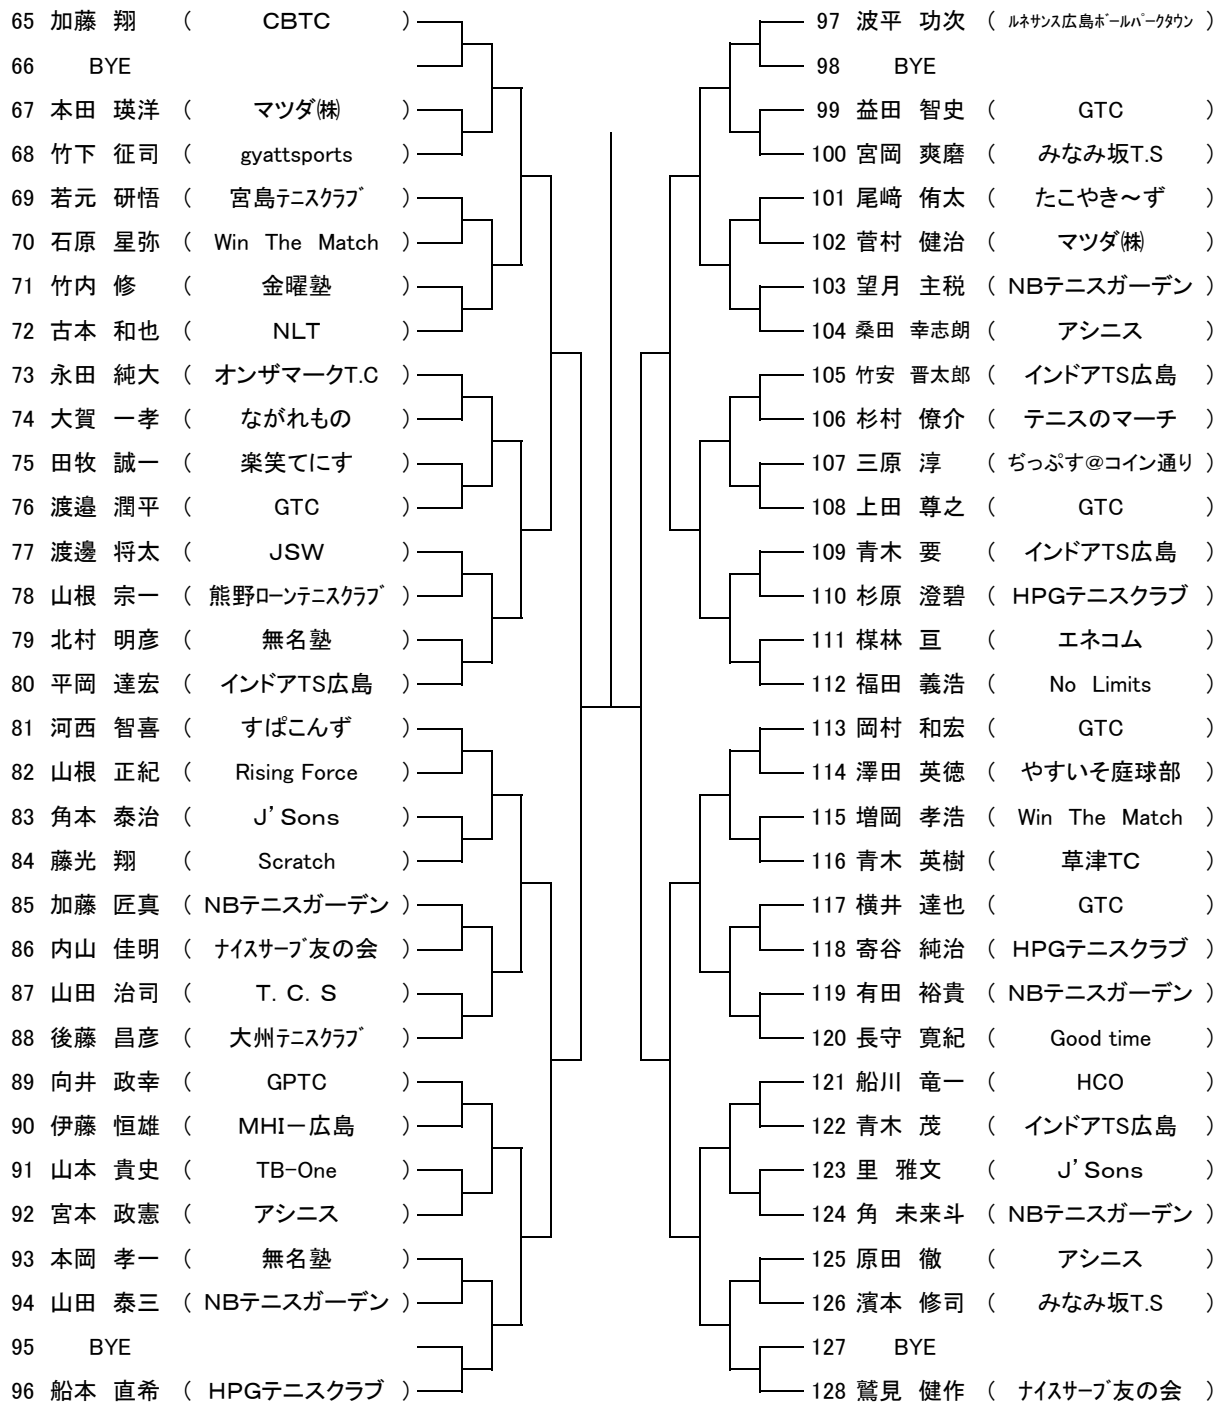 65 加藤 翔 ( CBTC )
66 BYE
67 本田 瑛洋 ( マツダ㈱ )
68 竹下 征司 ( gyattsports )
69 若元 研悟 ( 宮島ﾃﾆｽｸﾗﾌﾞ )
70 石原 星弥 ( Win The Match )
71 竹内 修 ( 金曜塾 )
72 古本 和也 ( NLT )
73 永田 純大 ( オンザマークT.C )
74 大賀 一孝 ( ながれもの )
75 田牧 誠一 ( 楽笑てにす )
76 渡邉 潤平 ( GTC )
77 渡邊 将太 ( JSW )
78 山根 宗一 ( 熊野ﾛｰﾝﾃﾆｽｸﾗﾌﾞ )
79 北村 明彦 ( 無名塾 )
80 平岡 達宏 ( インドアTS広島 )
81 河西 智喜 ( すぱこんず )
82 山根 正紀 ( Rising Force )
83 角本 泰治 ( J’Sons )
84 藤光 翔 ( Scratch )
85 加藤 匠真 ( NBテニスガーデン )
86 内山 佳明 ( ﾅｲｽｻｰﾌﾞ友の会 )
87 山田 治司 ( T. C. S )
88 後藤 昌彦 ( 大州ﾃﾆｽｸﾗﾌﾞ )
89 向井 政幸 ( GPTC )
90 伊藤 恒雄 ( MHI－広島 )
91 山本 貴史 ( TB-One )
92 宮本 政憲 ( アシニス )
93 本岡 孝一 ( 無名塾 )
94 山田 泰三 ( NBテニスガーデン )
95 BYE
96 船本 直希 ( HPGテニスクラブ )
97 波平 功次 ( ﾙﾈｻﾝｽ広島ﾎﾞｰﾙﾊﾟｰｸﾀｳﾝ )
98 BYE
99 益田 智史 ( GTC )
100 宮岡 爽磨 ( みなみ坂T.S )
101 尾﨑 侑太 ( たこやき～ず )
102 菅村 健治 ( マツダ㈱ )
103 望月 主税 ( NBテニスガーデン )
104 桑田 幸志朗 ( アシニス )
105 竹安 晋太郎 ( インドアTS広島 )
106 杉村 僚介 ( テニスのマーチ )
107 三原 淳 ( ぢっぷす@コイン通り )
108 上田 尊之 ( GTC )
109 青木 要 ( インドアTS広島 )
110 杉原 澄碧 ( HPGテニスクラブ )
111 楳林 亘 ( エネコム )
112 福田 義浩 ( No Limits )
113 岡村 和宏 ( GTC )
114 澤田 英徳 ( やすいそ庭球部 )
115 増岡 孝浩 ( Win The Match )
116 青木 英樹 ( 草津TC )
117 横井 達也 ( GTC )
118 寄谷 純治 ( HPGテニスクラブ )
119 有田 裕貴 ( NBテニスガーデン )
120 長守 寛紀 ( Good time )
121 船川 竜一 ( HCO )
122 青木 茂 ( インドアTS広島 )
123 里 雅文 ( J’Sons )
124 角 未来斗 ( NBテニスガーデン )
125 原田 徹 ( アシニス )
126 濱本 修司 ( みなみ坂T.S )
127 BYE
128 鷲見 健作 ( ﾅｲｽｻｰﾌﾞ友の会 )